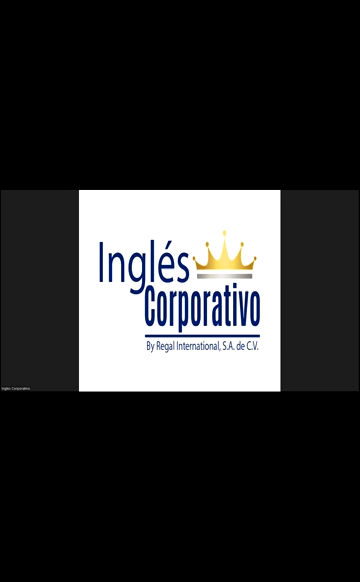 Inglés
Corporativo
By Regal International, S.A. de C.V.
Inglés Corporativo